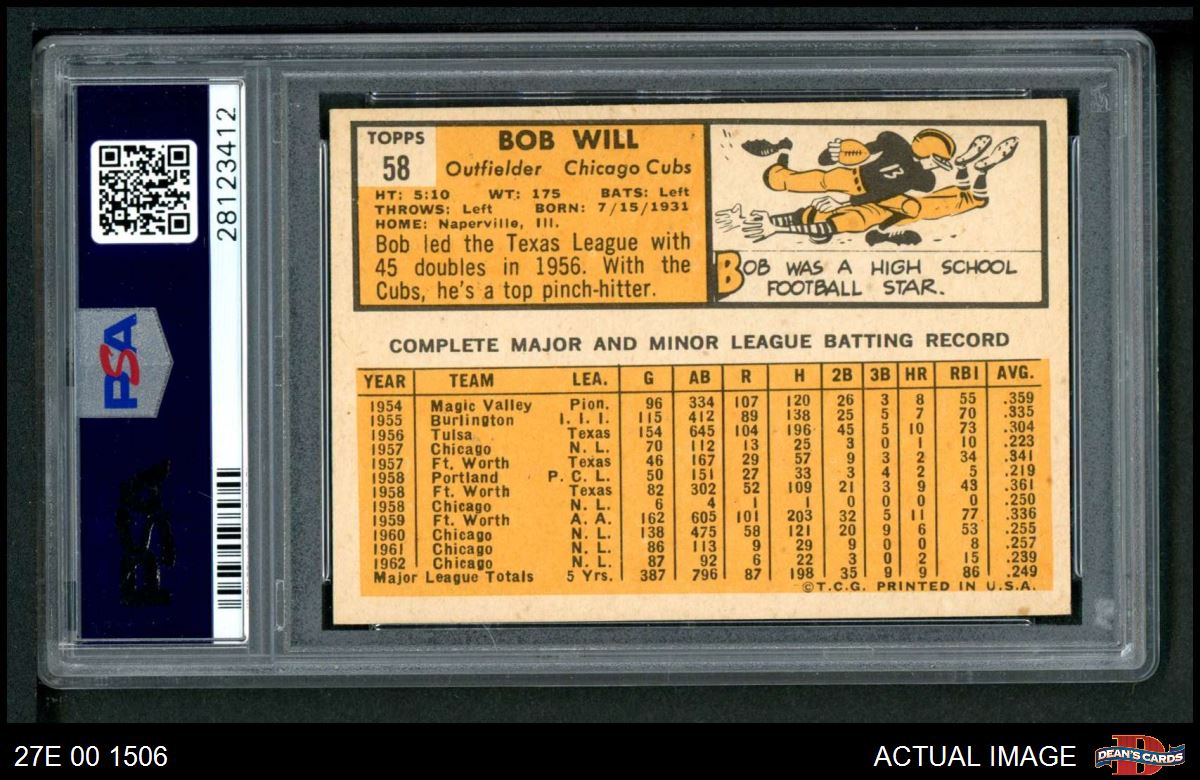 28123412
PSA
PSA
TOPPS
58
BOB WILL
Outfielder Chicago Cubs
HT: 5:10 WT: 175 BATS: Left
THROWS: Left BORN: 7/15/1931
HOME: Naperville, Ill.
Bob led the Texas League with
45 doubles in 1956. With the
Cubs, he's a top pinch-hitter.
13
BOB WAS A HIGH SCHOOL
FOOTBALL STAR.
COMPLETE MAJOR AND MINOR LEAGUE BATTING RECORD
YEAR TEAM LEA. G AB R H 2B 3B HR RBI AVG.
1954 Magic Valley Pion. 96 334 107 120 26 3 8 55 .359
1955 Burlington I. I. I. 115 412 89 138 25 5 7 70 .335
1956 Tulsa Texas 154 645 104 196 45 5 10 73 .304
1957 Chicago N. L. 70 112 13 25 3 0 1 10 .223
1957 Ft. Worth Texas 46 167 29 57 9 3 2 34 .341
1958 Portland P. C. L. 50 151 27 33 3 4 2 5 .219
1958 Ft. Worth Texas 82 302 52 109 21 3 9 43 .361
1958 Chicago N. L. 6 4 1 1 0 0 0 0 .250
1959 Ft. Worth A. A. 162 605 101 203 32 5 11 77 .336
1960 Chicago N. L. 138 475 58 121 20 9 6 53 .255
1961 Chicago N. L. 86 113 9 29 9 0 0 8 .257
1962 Chicago N. L. 87 92 6 22 3 0 2 15 .239
Major League Totals 5 Yrs. 387 796 87 198 35 9 9 86 .249
©T.C.G. PRINTED IN U.S.A.
27E 00 1506
ACTUAL IMAGE
D
DEAN'S CARDS